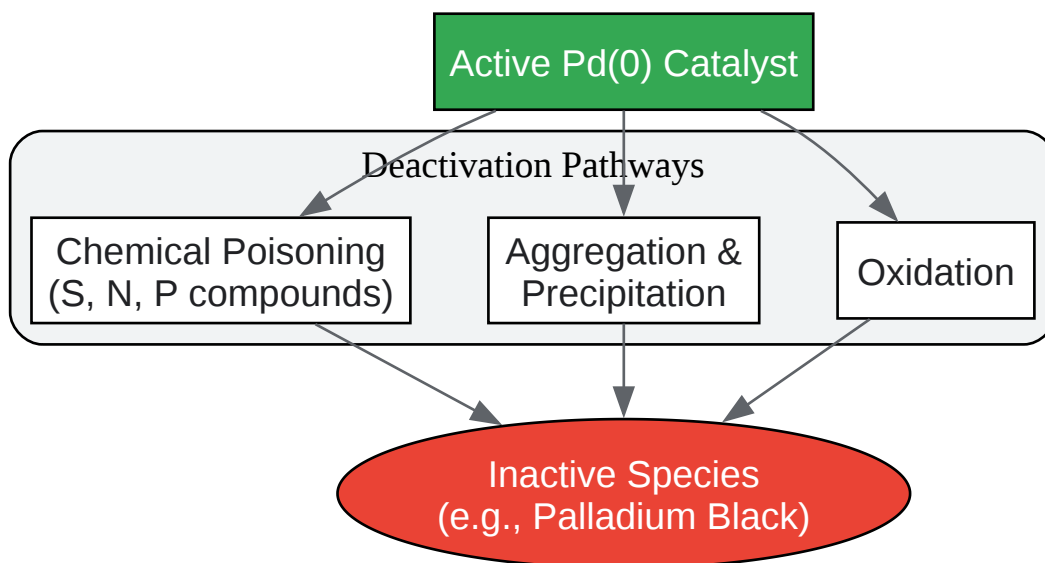 Active Pd(0) Catalyst
Deactivation Pathways
Chemical Poisoning
(S, N, P compounds)
Aggregation &
Precipitation
Oxidation
Inactive Species
(e.g., Palladium Black)